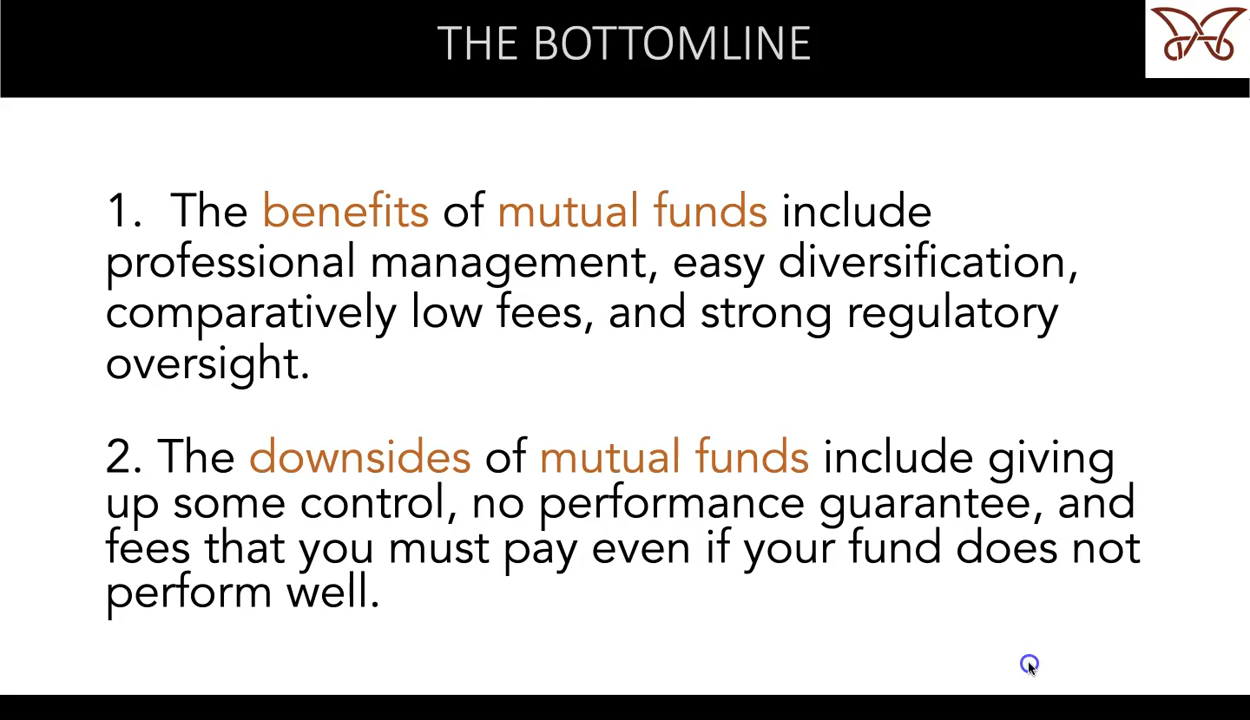 THE BOTTOMLINE
1. The benefits of mutual funds include
professional management, easy diversification,
comparatively low fees, and strong regulatory
oversight.
2. The downsides of mutual funds include giving
up some control, no performance guarantee, and
fees that you must pay even if your fund does not
perform well.